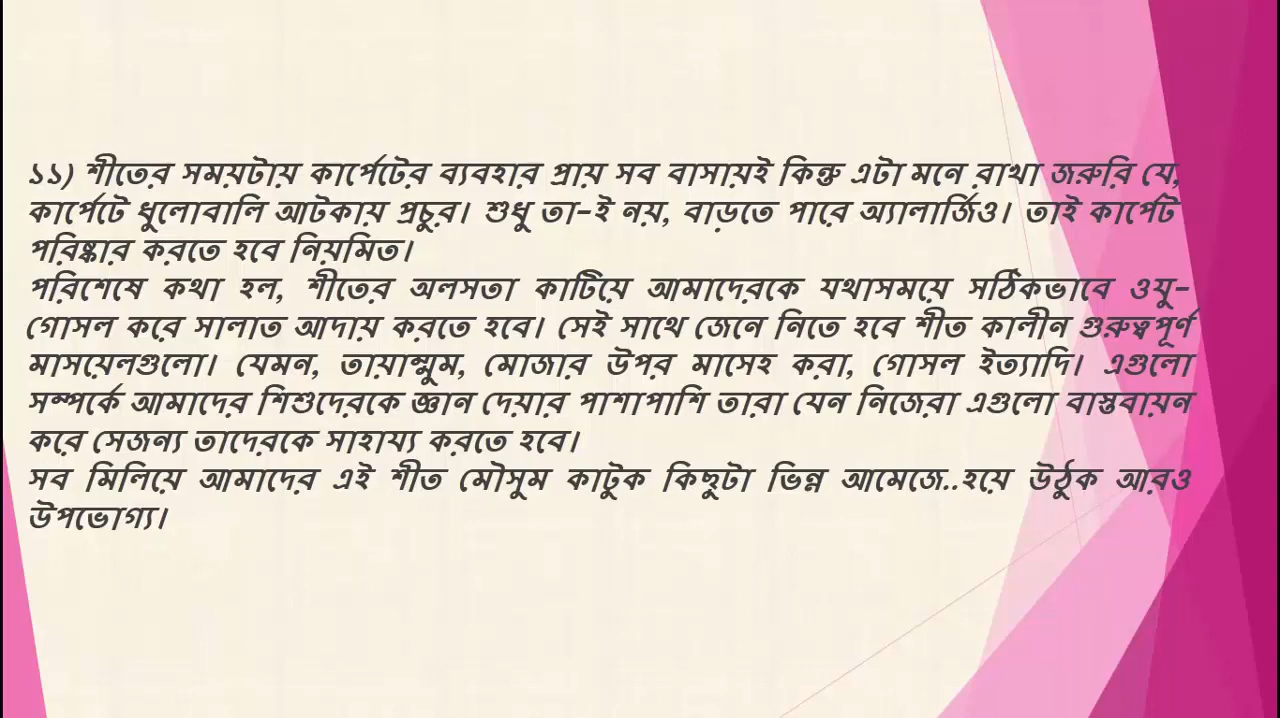 ১১) শীতের সময়টায় কার্পেটের ব্যবহার প্রায় সব বাসায়ই কিন্তু এটা মনে রাখা জরুরি যে,
কার্পেটে ধুলোবালি আটকায় প্রচুর। শুধু তা-ই নয়, বাড়তে পারে অ্যালার্জিও। তাই কার্পেট
পরিষ্কার করতে হবে নিয়মিত।
পরিশেষে কথা হল, শীতের অলসতা কাটিয়ে আমাদেরকে যথাসময়ে সঠিকভাবে ওযু-
গোসল করে সালাত আদায় করতে হবে। সেই সাথে জেনে নিতে হবে শীত কালীন গুরুত্বপূর্ণ
মাসয়েলগুলো। যেমন, তায়াম্মুম, মোজার উপর মাসেহ করা, গোসল ইত্যাদি। এগুলো
সম্পর্কে আমাদের শিশুদেরকে জ্ঞান দেয়ার পাশাপাশি তারা যেন নিজেরা এগুলো বাস্তবায়ন
করে সেজন্য তাদেরকে সাহায্য করতে হবে।
সব মিলিয়ে আমাদের এই শীত মৌসুম কাটুক কিছুটা ভিন্ন আমেজে..হয়ে উঠুক আরও
উপভোগ্য।